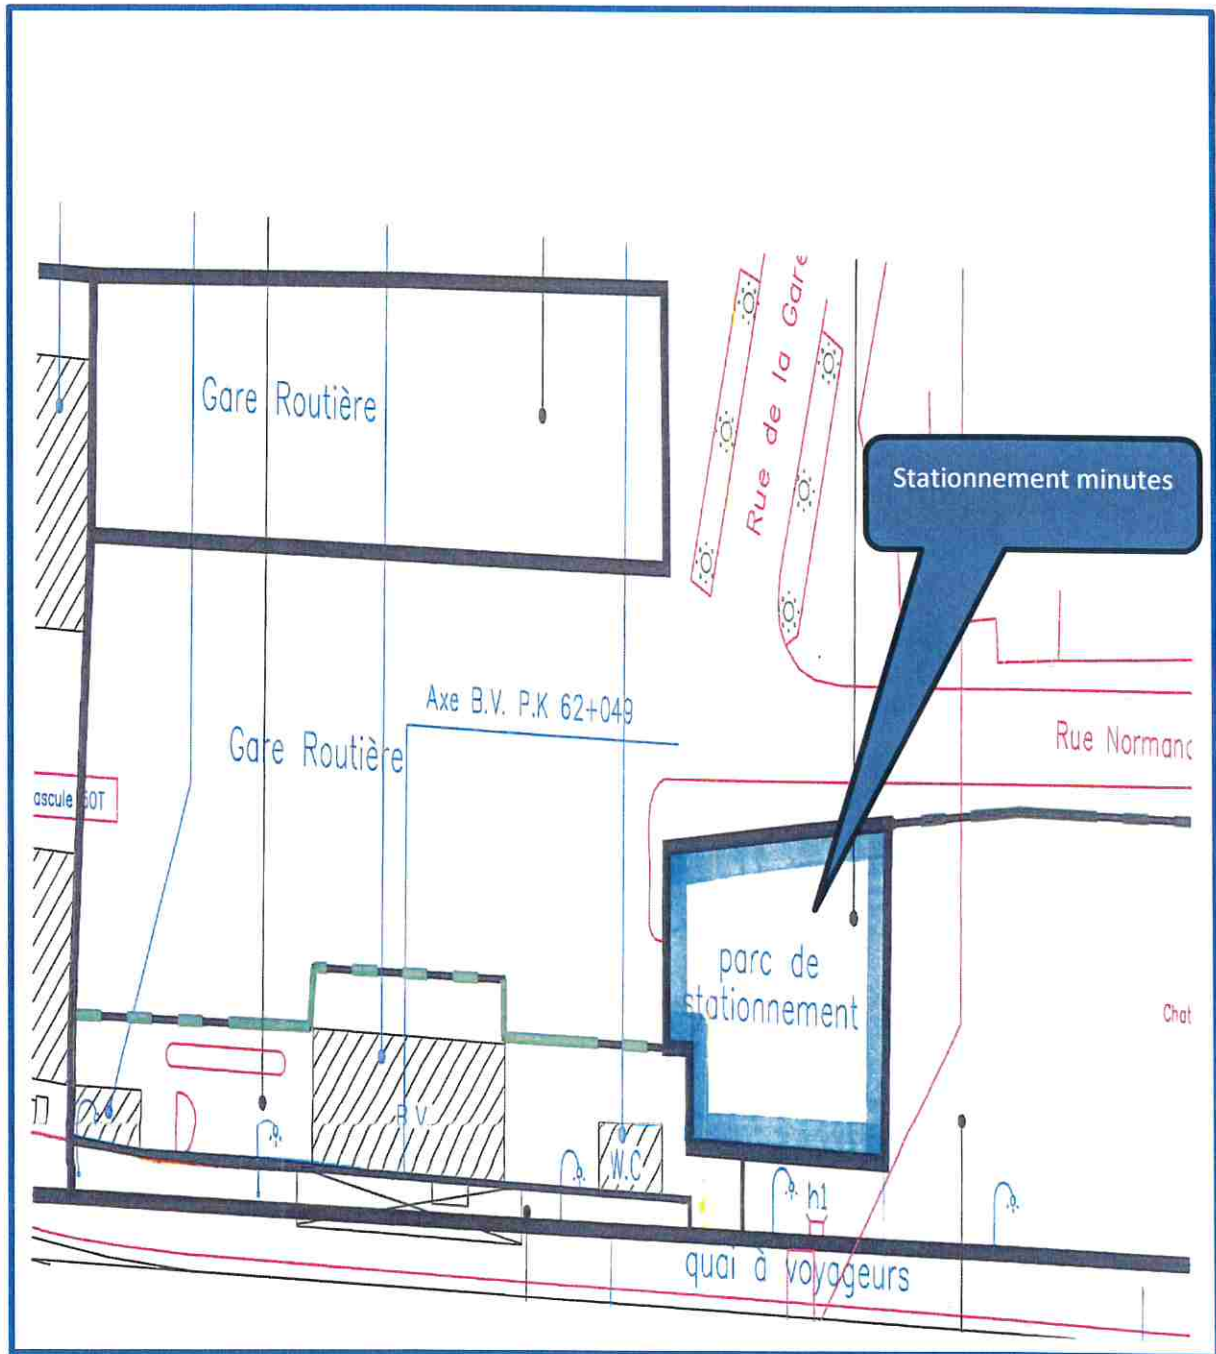 Gare Routière
Rue de la Gare
Stationnement minutes
Axe B.V. P.K 62+049
Gare Routière
Rue Normand
parc de
stationnement
Chat
B.V.
W.C
h1
quai à voyageurs